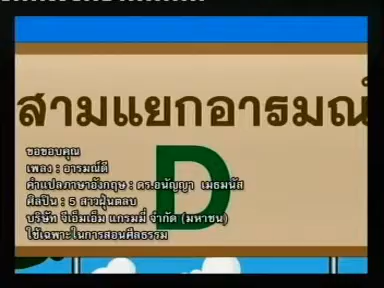 สามแยกอารมณ์
D
ขอขอบคุณ
เพลง : อารมณ์ดี
คำแปลภาษาอังกฤษ : ดร.อนัญญา เมธมนัส
ศิลปิน : 5 สาวฝุ่นตลบ
บริษัท จีเอ็มเอ็ม แกรมมี่ จำกัด (มหาชน)
ใช้เฉพาะในการสอนศีลธรรม